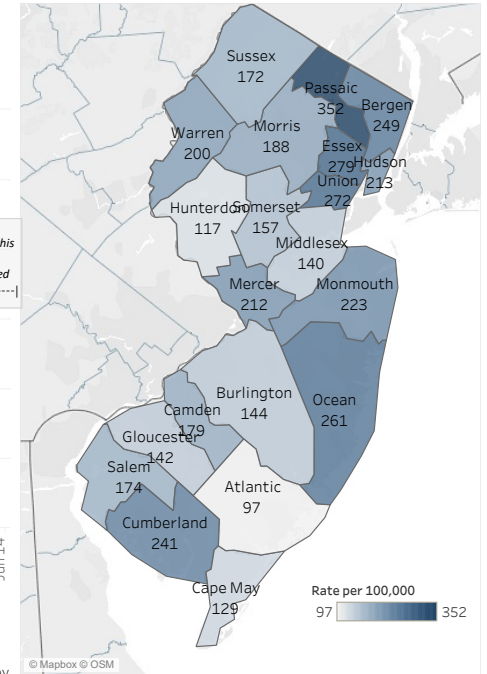 Sussex
172
Passaic
352
Bergen
249
Warren
200
Morris
188
Essex
279
Hudson
213
Union
272
Hunterdon
117
Somerset
157
Middlesex
140
Mercer
212
Monmouth
223
his
ed
----|
Burlington
144
Ocean
261
Camden
179
Gloucester
142
Salem
174
Atlantic
97
Cumberland
241
Cape May
129
Rate per 100,000
97 352
© Mapbox © OSM